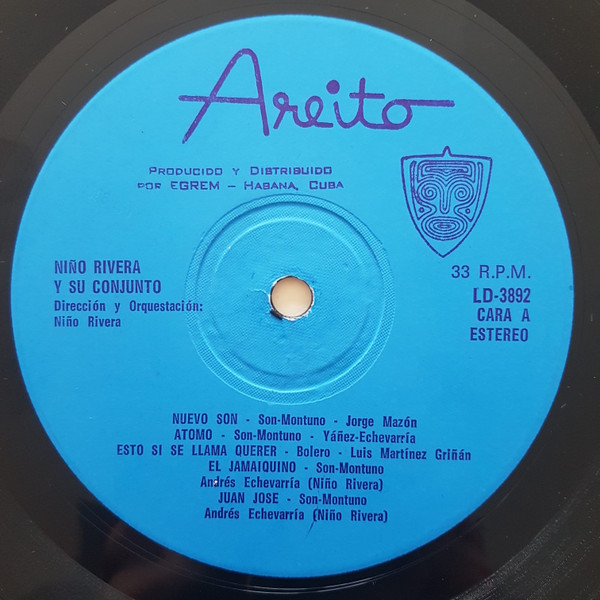 Areito
PRODUCIDO Y DISTRIBUIDO
POR EGREM - HABANA, CUBA
NIÑO RIVERA
Y SU CONJUNTO
Dirección y Orquestación:
Niño Rivera
33 R.P.M.
LD-3892
CARA A
ESTEREO
NUEVO SON - Son-Montuno - Jorge Mazón
ATOMO - Son-Montuno - Yáñez-Echevarría
ESTO SI SE LLAMA QUERER - Bolero - Luis Martínez Griñán
EL JAMAIQUINO - Son-Montuno
Andrés Echevarría (Niño Rivera)
JUAN JOSE - Son-Montuno
Andrés Echevarría (Niño Rivera)